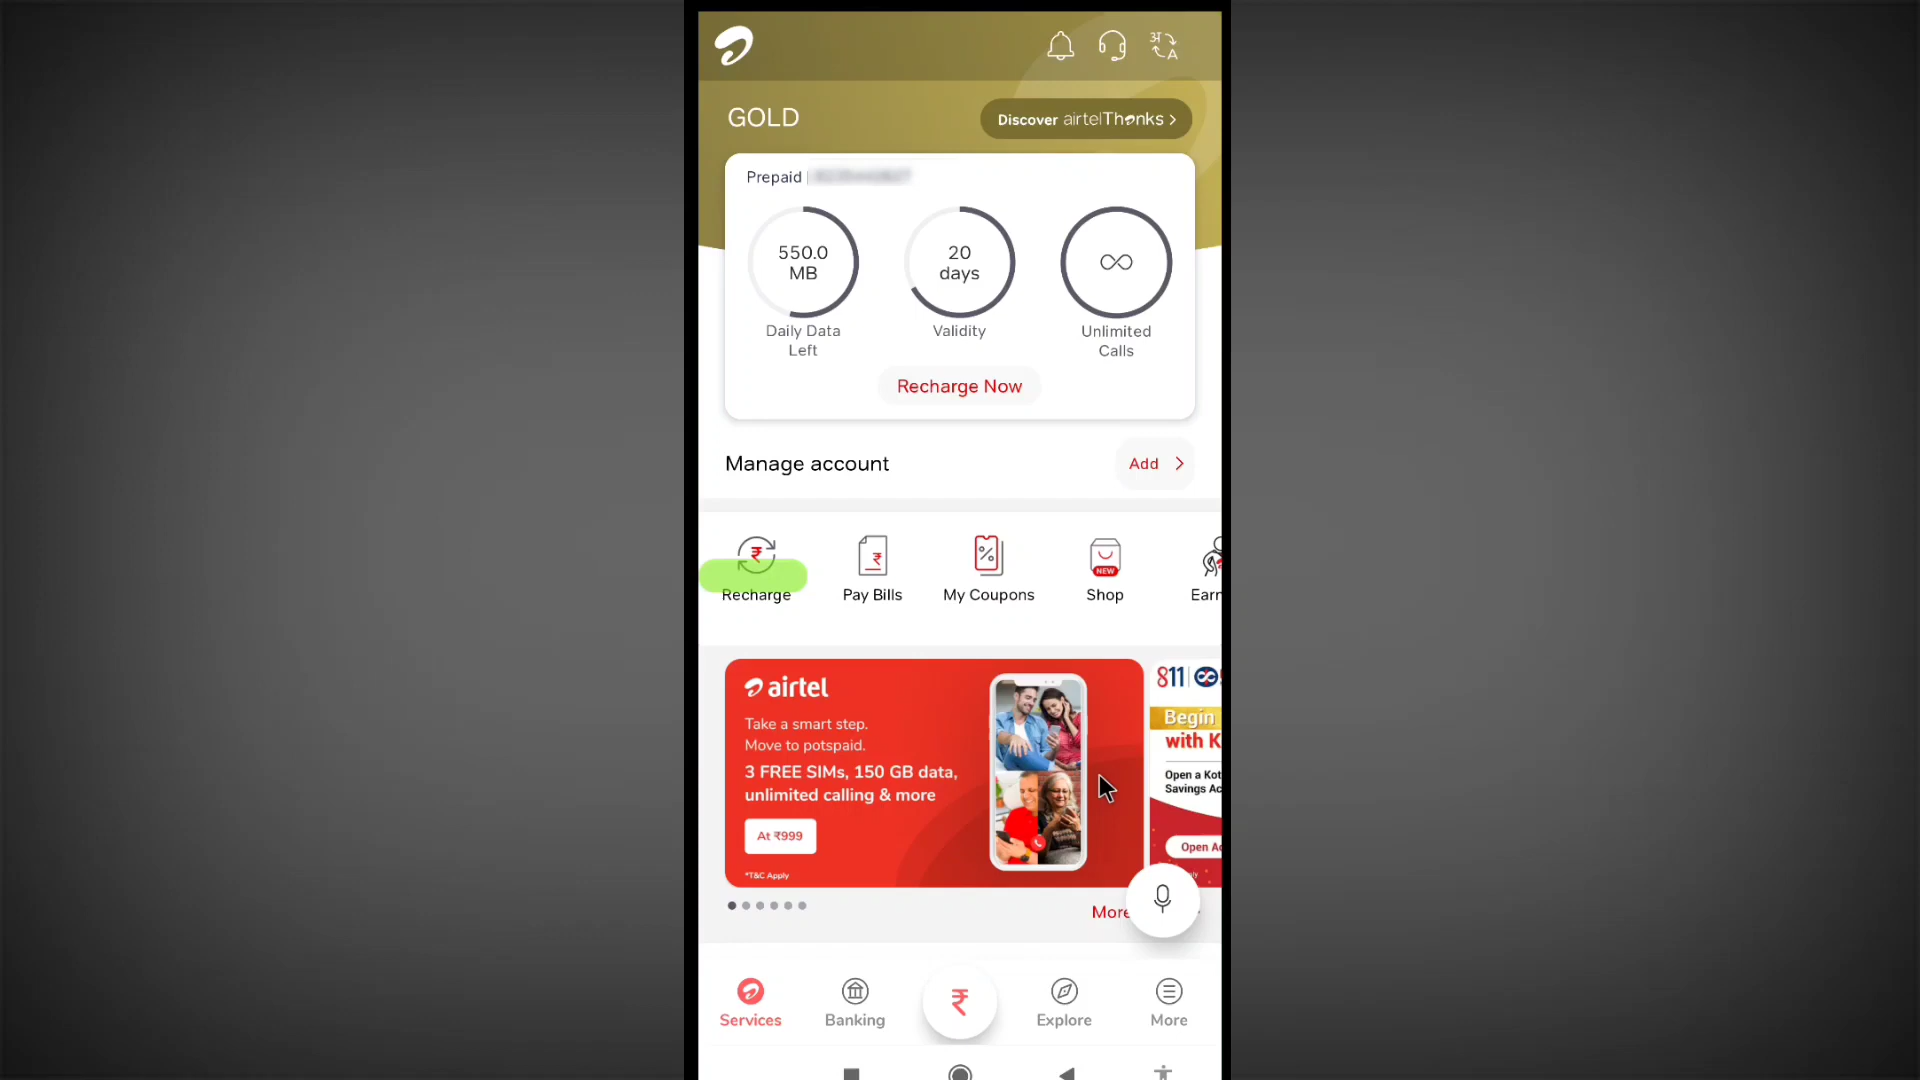 अ
A
GOLD
Discover airtelThanks >
Prepaid |
550.0
MB
20
days
∞
Daily Data
Left
Validity
Unlimited
Calls
Recharge Now
Manage account
Add >
₹
₹
%
NEW
Recharge
Pay Bills
My Coupons
Shop
Earn
airtel
Take a smart step.
Move to potspaid.
3 FREE SIMs, 150 GB data,
unlimited calling & more
At ₹999
*T&C Apply
811
Begin
with K
Open a Kot
Savings Ac
Open Ac
More
₹
Services
Banking
Explore
More